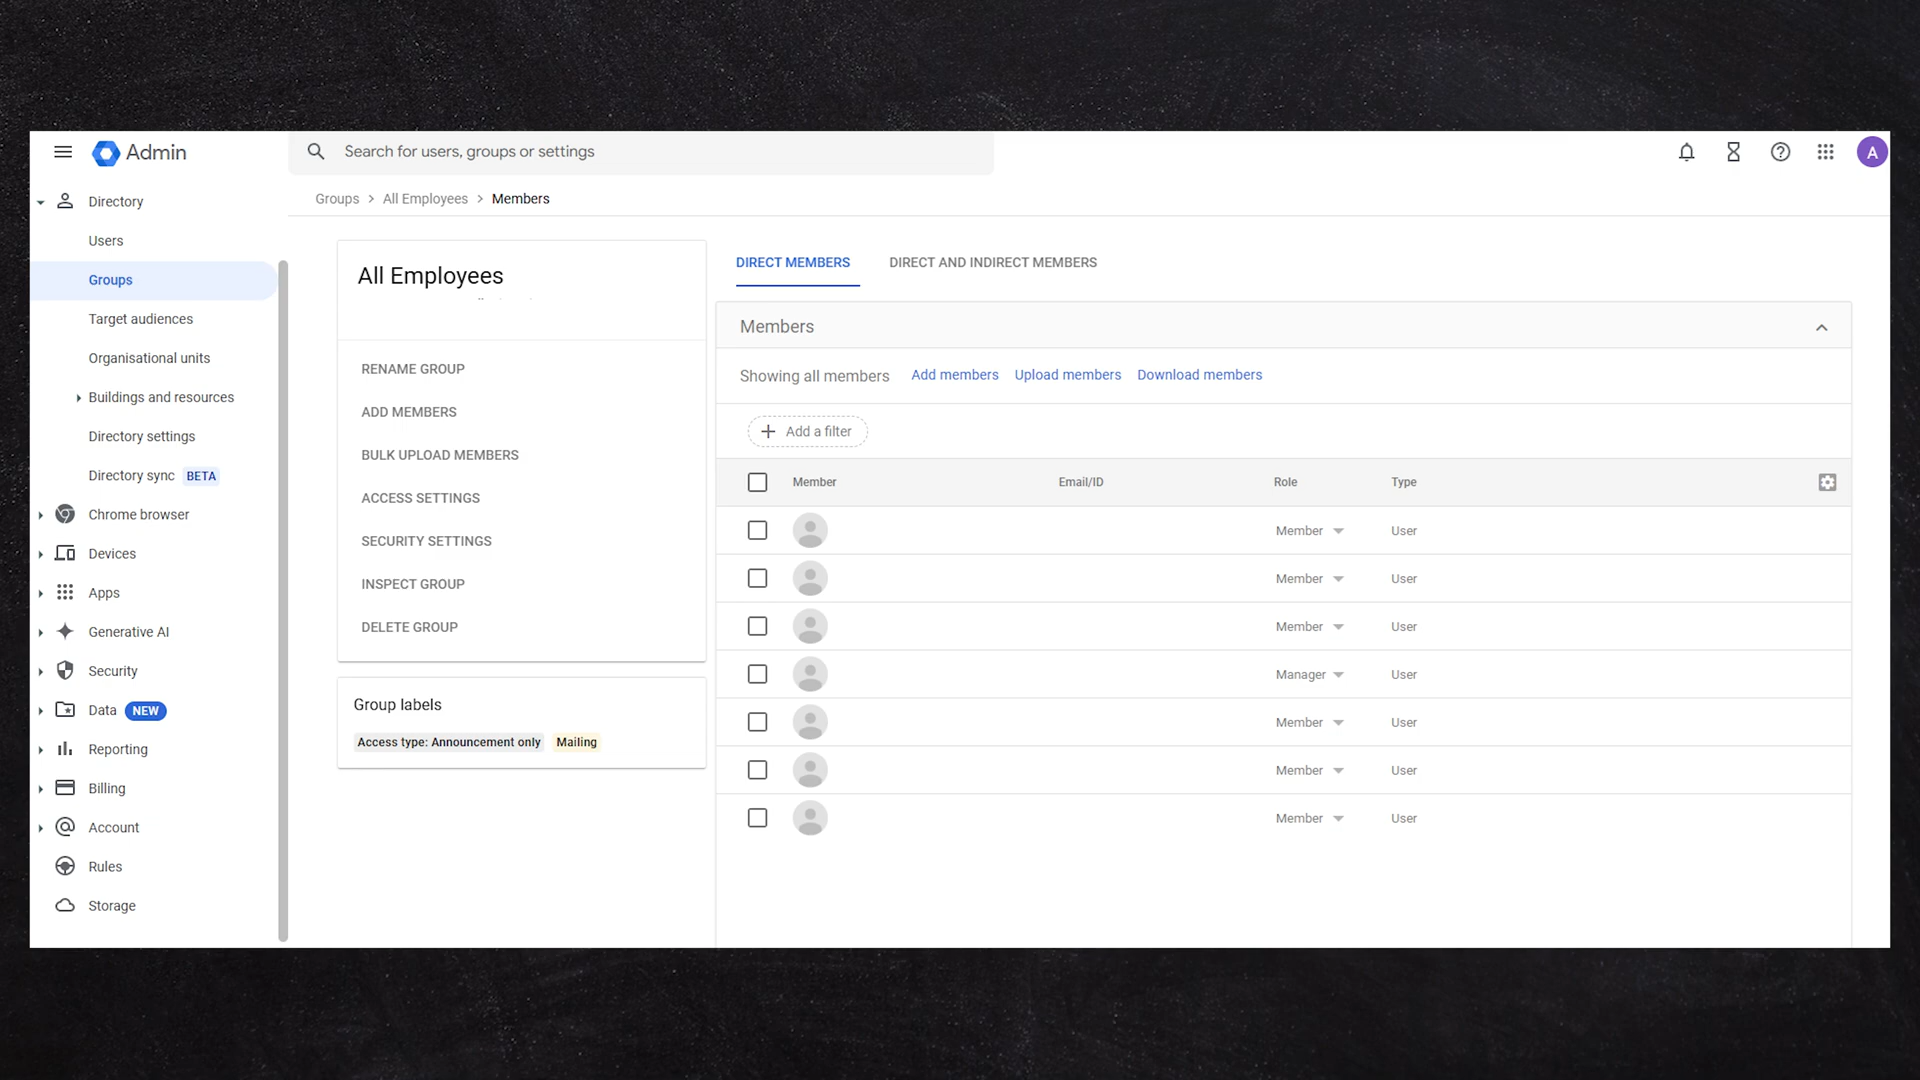 Admin
Search for users, groups or settings
A
Directory
Users
Groups
Target audiences
Organisational units
Buildings and resources
Directory settings
Directory sync BETA
Chrome browser
Devices
Apps
Generative AI
Security
Data NEW
Reporting
Billing
Account
Rules
Storage
Groups > All Employees > Members
All Employees
RENAME GROUP
ADD MEMBERS
BULK UPLOAD MEMBERS
ACCESS SETTINGS
SECURITY SETTINGS
INSPECT GROUP
DELETE GROUP
Group labels
Access type: Announcement only Mailing
DIRECT MEMBERS DIRECT AND INDIRECT MEMBERS
Members
Showing all members Add members Upload members Download members
+ Add a filter
Member Email/ID Role Type
Member User
Member User
Member User
Manager User
Member User
Member User
Member User